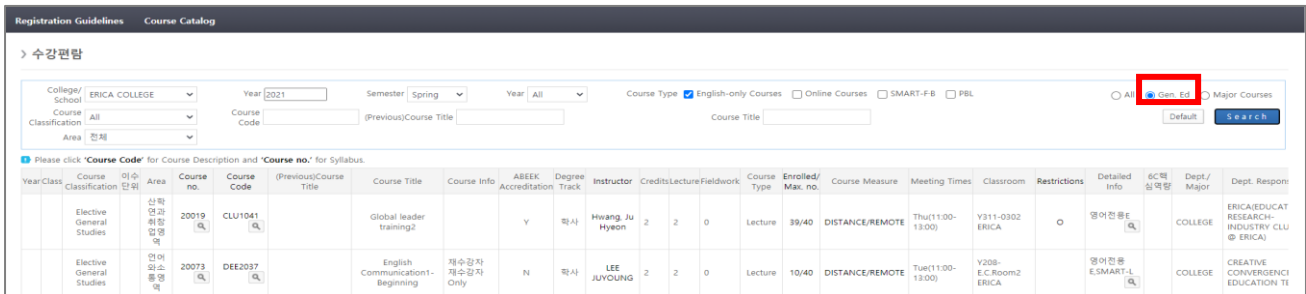 Registration Guidelines Course Catalog
> 수강편람
College/ School ERICA COLLEGE Year 2021 Semester Spring Year All Course Type English-only Courses Online Courses SMART-F-B PBL All Gen. Ed Major Courses
Course Classification All Course Code (Previous)Course Title Course Title Default Search
Area 전체
Please click 'Course Code' for Course Description and 'Course no.' for Syllabus.
Year Class Course Classification 이수 단위 Area Course no. Course Code (Previous)Course Title Course Title Course Info ABEEK Accreditation Degree Track Instructor Credits Lecture Fieldwork Course Type Enrolled/ Max. no. Course Measure Meeting Times Classroom Restrictions Detailed Info 6C핵심역량 Dept./ Major Dept. Respons
Elective General Studies 산학연과취창업영역 20019 CLU1041 Global leader training2 Y 학사 Hwang, Ju Hyeon 2 2 0 Lecture 39/40 DISTANCE/REMOTE Thu(11:00-13:00) Y311-0302 ERICA O 영어전용E COLLEGE ERICA(EDUCAT RESEARCH-INDUSTRY CLU @ ERICA)
Elective General Studies 언어와소통영역 20073 DEE2037 English Communication1-Beginning 재수강자 재수강자 Only N 학사 LEE JUYOUNG 2 2 0 Lecture 10/40 DISTANCE/REMOTE Tue(11:00-13:00) Y208-E.C.Room2 ERICA 영어전용E,SMART-L COLLEGE CREATIVE CONVERGENCE EDUCATION TE